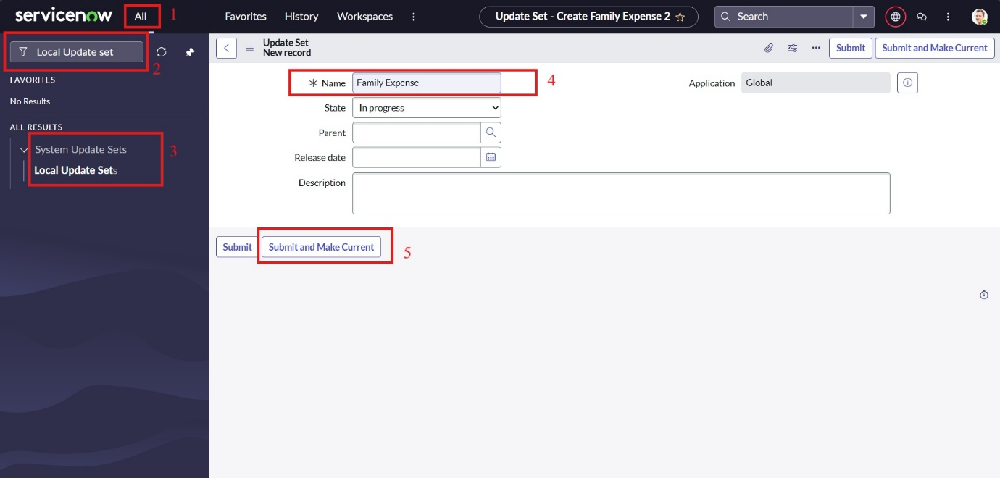 servicenow All 1 Favorites History Workspaces Update Set - Create Family Expense 2 Search
Local Update set
2
FAVORITES
No Results
ALL RESULTS
System Update Sets
Local Update Sets
3
Update Set
New record
Submit Submit and Make Current
* Name Family Expense 4 Application Global
State In progress
Parent
Release date
Description
Submit Submit and Make Current 5